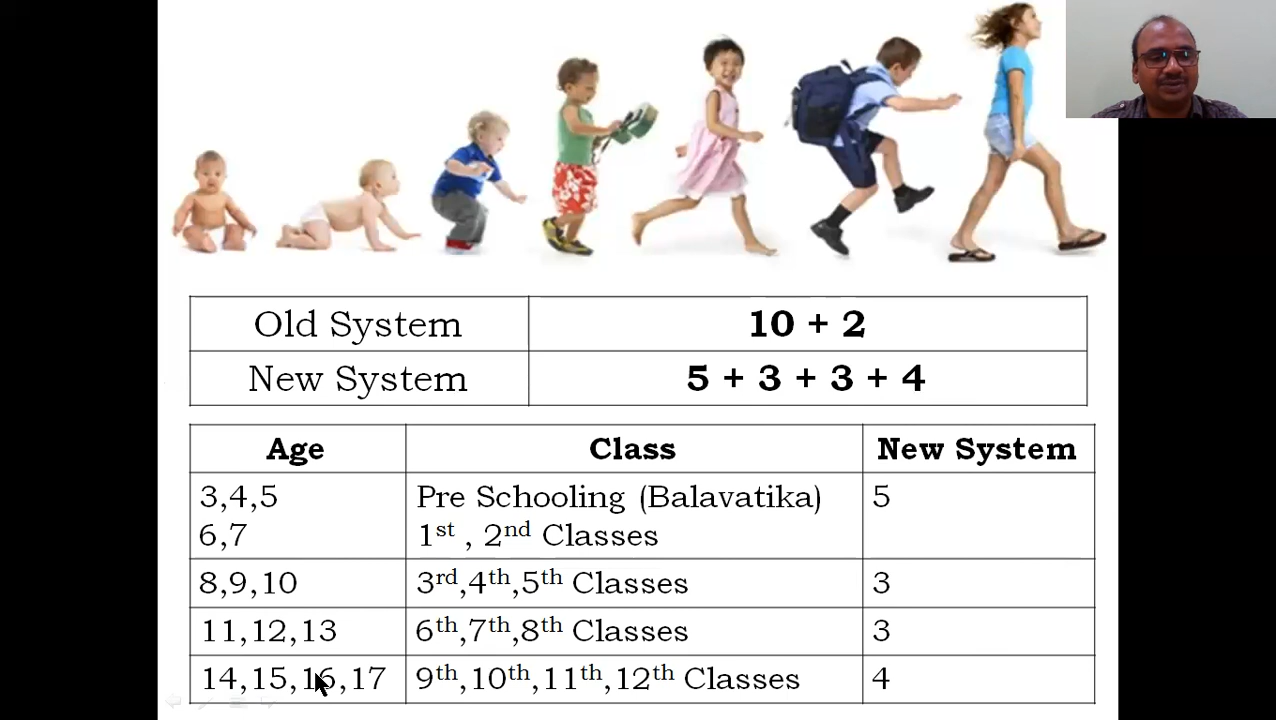 Old System 10 + 2
New System 5 + 3 + 3 + 4
Age Class New System
3,4,5 Pre Schooling (Balavatika) 5
6,7 1st , 2nd Classes
8,9,10 3rd,4th,5th Classes 3
11,12,13 6th,7th,8th Classes 3
14,15,16,17 9th,10th,11th,12th Classes 4